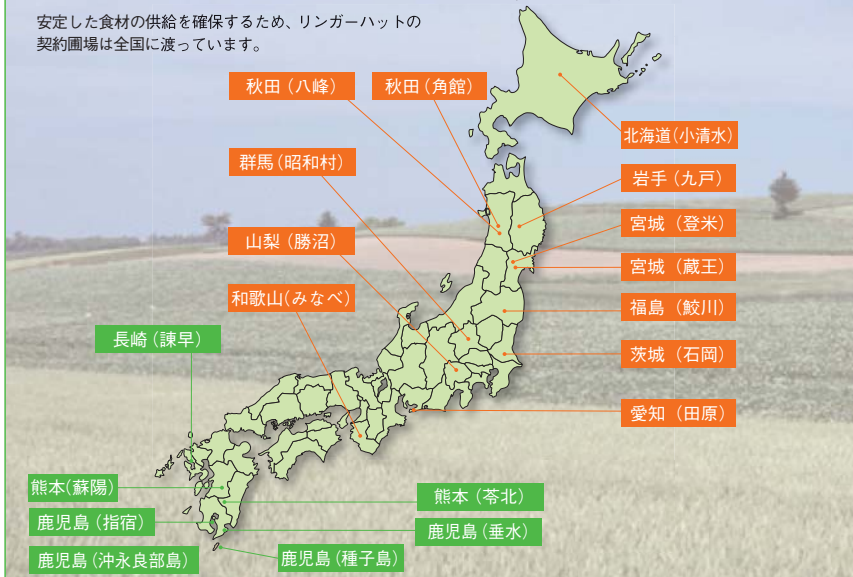 安定した食材の供給を確保するため、リンガーハットの
契約圃場は全国に渡っています。
秋田（八峰）
秋田（角館）
北海道（小清水）
群馬（昭和村）
岩手（九戸）
山梨（勝沼）
宮城（登米）
宮城（蔵王）
和歌山（みなべ）
福島（鮫川）
長崎（諫早）
茨城（石岡）
愛知（田原）
熊本（蘇陽）
熊本（苓北）
鹿児島（指宿）
鹿児島（垂水）
鹿児島（沖永良部島）
鹿児島（種子島）